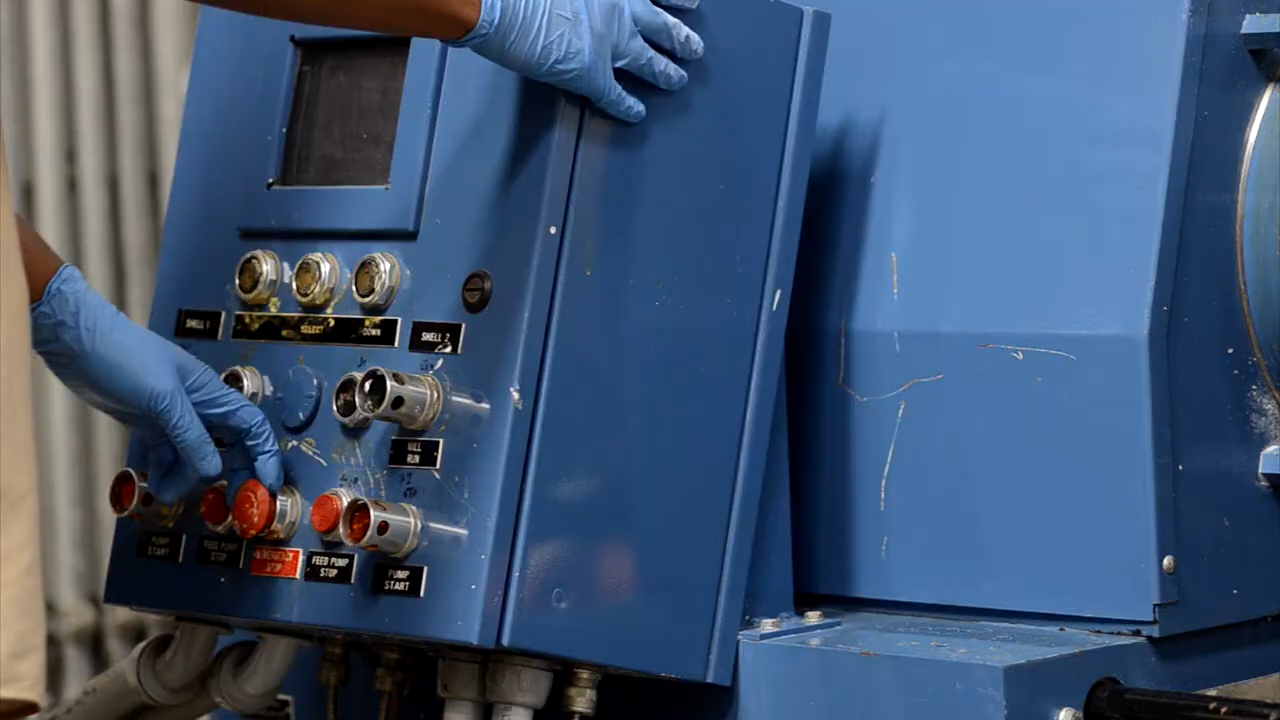 SHELL 1
SELECT
DOWN
SHELL 2
MILL
RUN
PUMP
START
FEED PUMP
STOP
EMERGENCY
STOP
FEED PUMP
STOP
PUMP
START